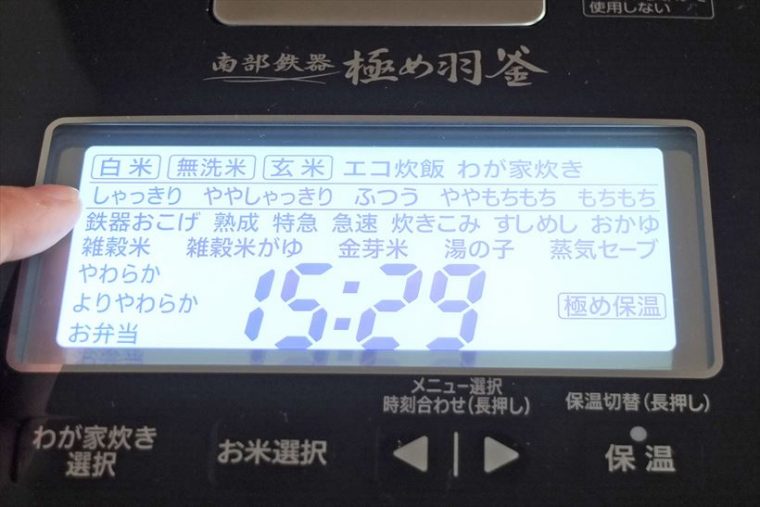 使用しない
南部鉄器 極め羽釜
白米 無洗米 玄米 エコ炊飯 わが家炊き
しゃっきり ややしゃっきり ふつう ややもちもち もちもち
鉄器おこげ 熟成 特急 急速 炊きこみ すしめし おかゆ
雑穀米 雑穀米がゆ 金芽米 湯の子 蒸気セーブ
やわらか
よりやわらか
お弁当
15:29
極め保温
メニュー選択
時刻合わせ(長押し)
保温切替(長押し)
わが家炊き
選択
お米選択
保温